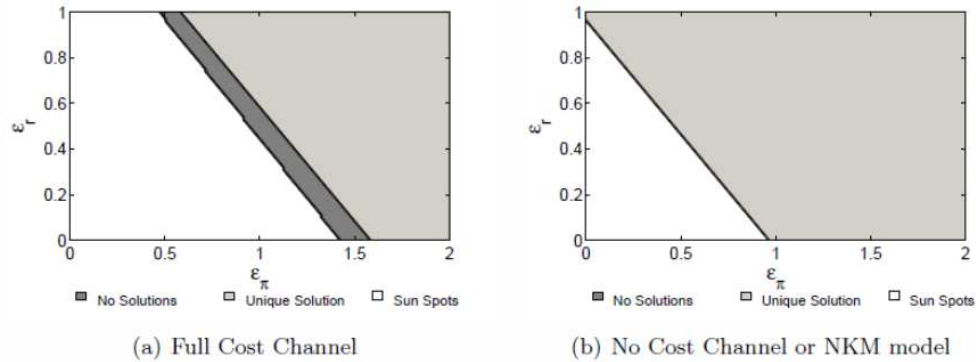 1
0.8
0.6
0.4
0.2
0
ε_r
0 0.5 1 1.5 2
ε_π
No Solutions Unique Solution Sun Spots
(a) Full Cost Channel
1
0.8
0.6
0.4
0.2
0
ε_r
0 0.5 1 1.5 2
ε_π
No Solutions Unique Solution Sun Spots
(b) No Cost Channel or NKM model